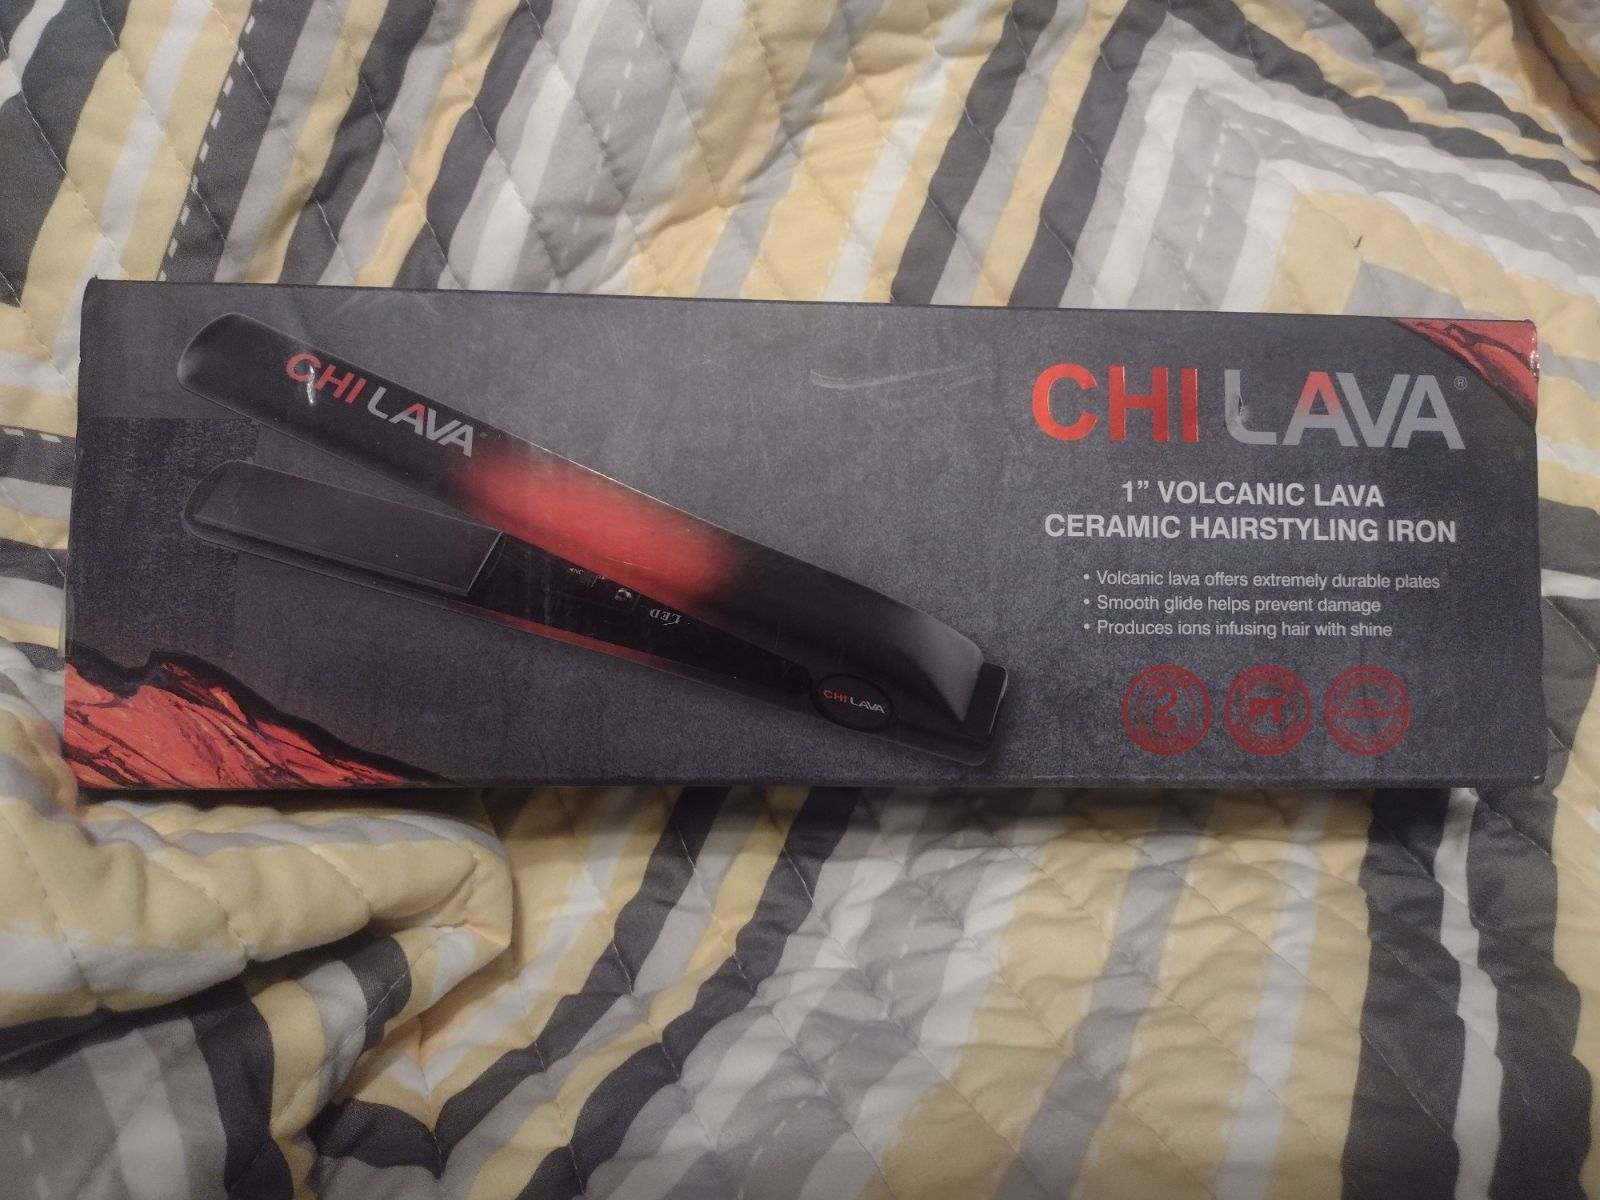 CHI LAVA
LED
CHI LAVA
CHI LAVA®
1” VOLCANIC LAVA
CERAMIC HAIRSTYLING IRON
• Volcanic lava offers extremely durable plates
• Smooth glide helps prevent damage
• Produces ions infusing hair with shine
2
PT